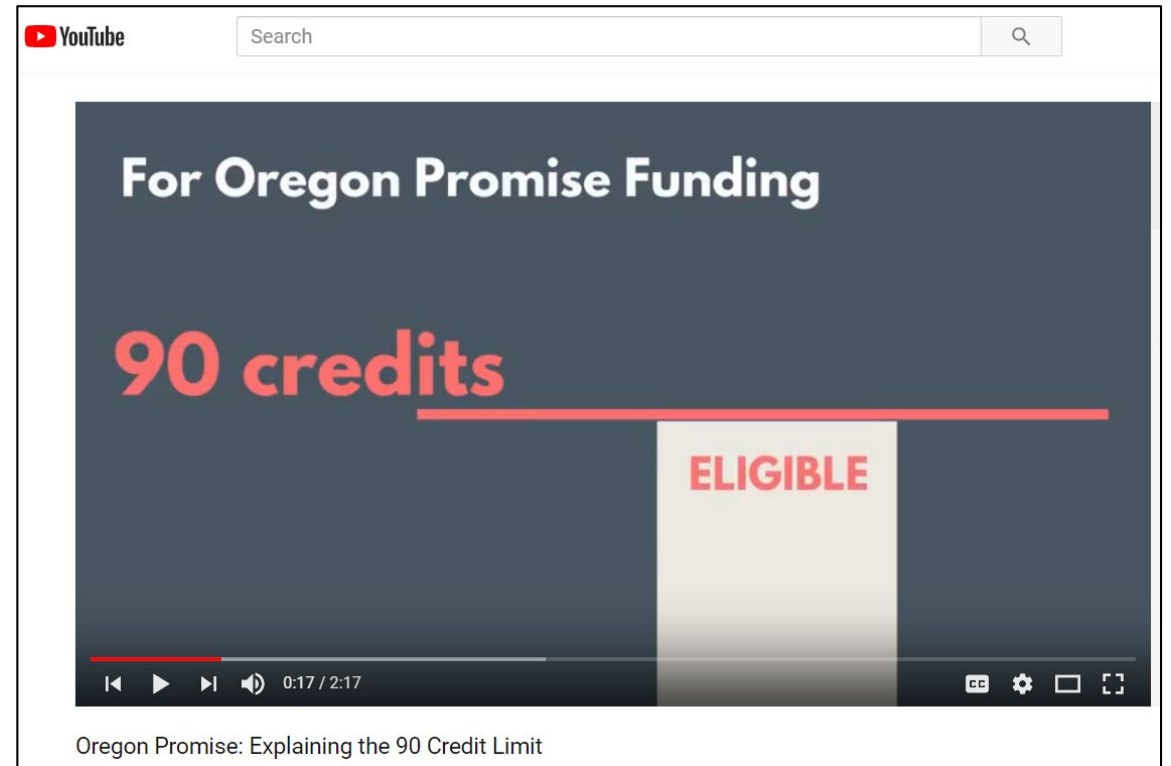 YouTube
Search
For Oregon Promise Funding
90 credits
ELIGIBLE
0:17 / 2:17
CC
Oregon Promise: Explaining the 90 Credit Limit